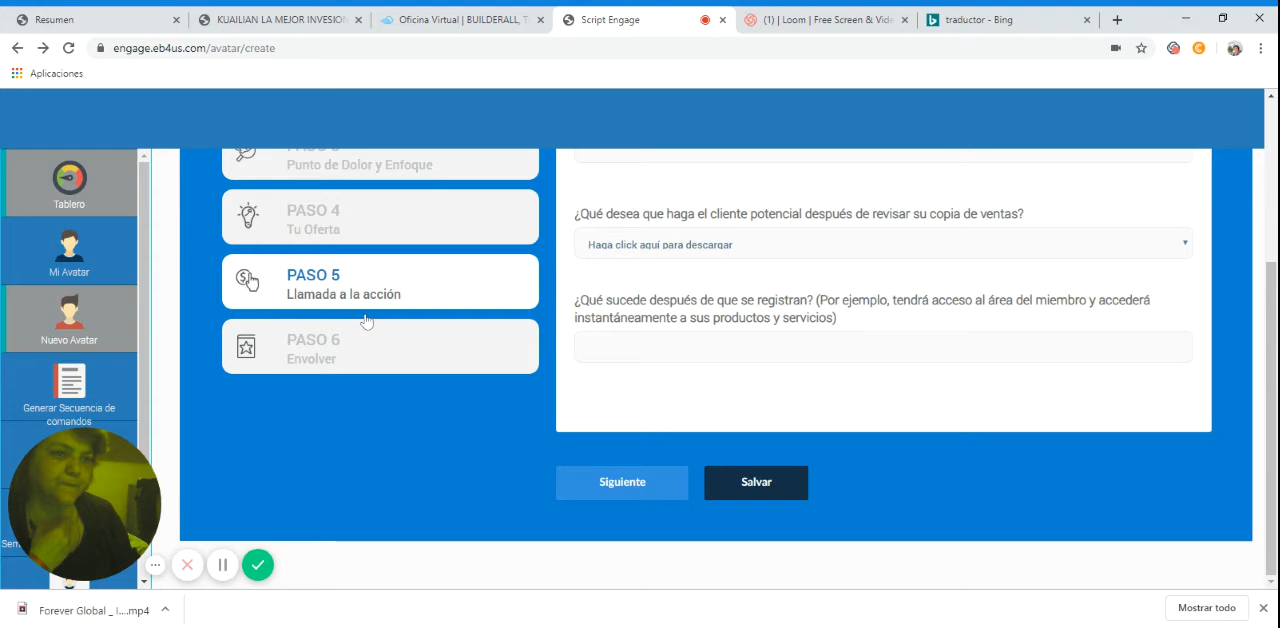 Resumen
KUAILIAN LA MEJOR INVESION
Oficina Virtual | BUILDERALL, T
Script Engage
(1) | Loom | Free Screen & Vide
traductor - Bing
engage.eb4us.com/avatar/create
Aplicaciones
Tablero
Mi Avatar
Nuevo Avatar
Generar Secuencia de
comandos
Punto de Dolor y Enfoque
PASO 4
Tu Oferta
PASO 5
Llamada a la acción
PASO 6
Envolver
¿Qué desea que haga el cliente potencial después de revisar su copia de ventas?
Haga click aquí para descargar
¿Qué sucede después de que se registran? (Por ejemplo, tendrá acceso al área del miembro y accederá
instantáneamente a sus productos y servicios)
Siguiente
Salvar
Forever Global _ I....mp4
Mostrar todo